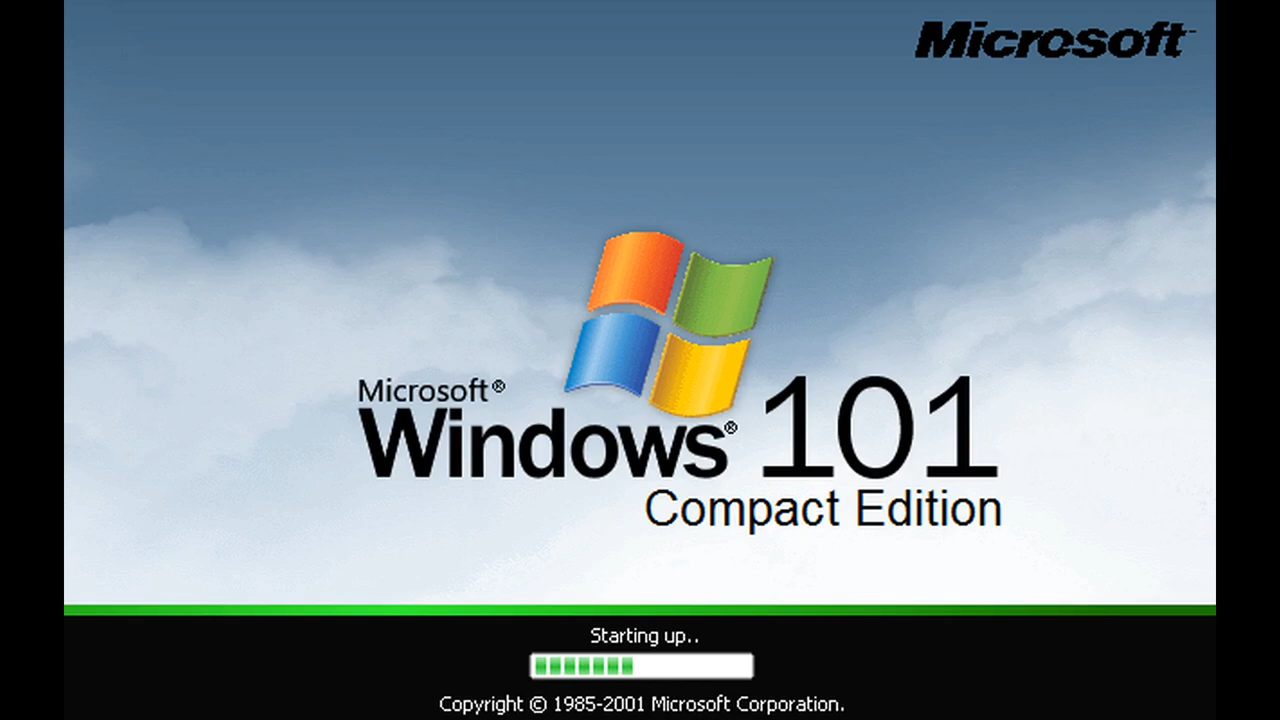 Microsoft
Microsoft®
Windows® 101
Compact Edition
Starting up..
Copyright © 1985-2001 Microsoft Corporation.